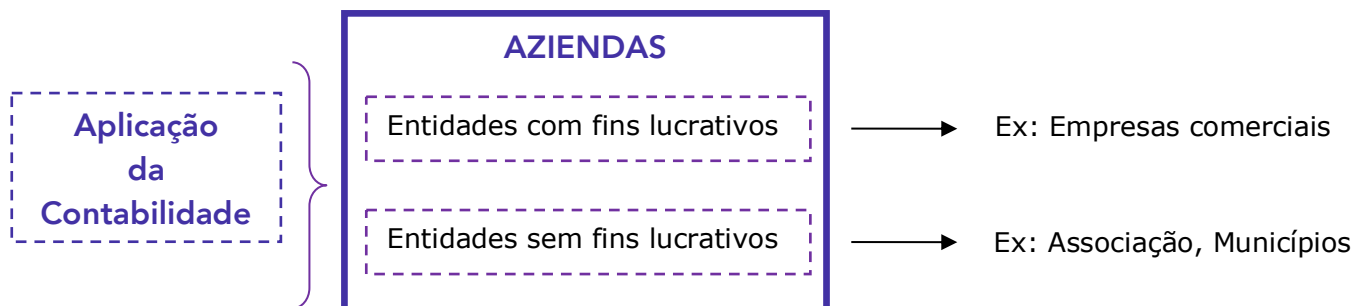 AZIENDAS
Aplicação
da
Contabilidade
Entidades com fins lucrativos
Ex: Empresas comerciais
Entidades sem fins lucrativos
Ex: Associação, Municípios